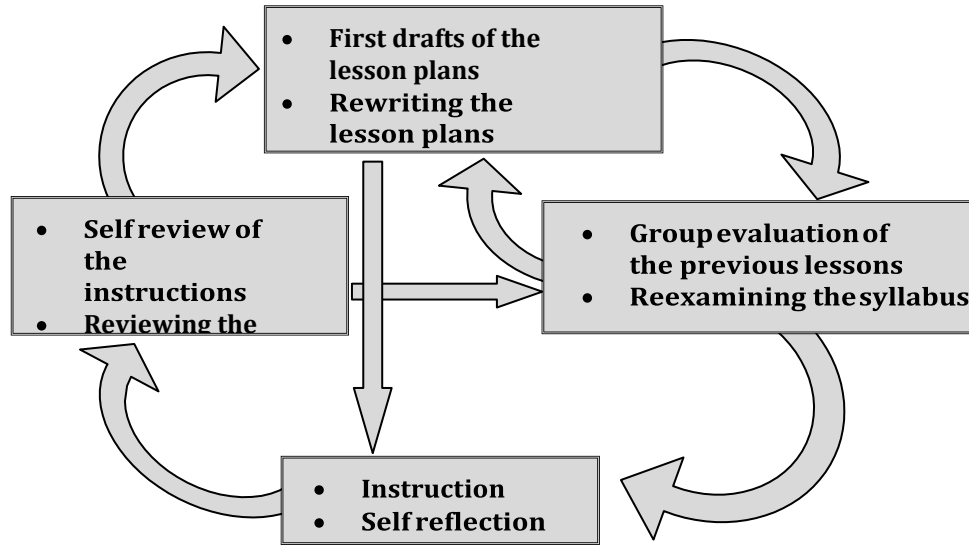 • First drafts of the
lesson plans
• Rewriting the
lesson plans
• Self review of
the
instructions
• Reviewing the
• Group evaluation of
the previous lessons
• Reexamining the syllabus
• Instruction
• Self reflection